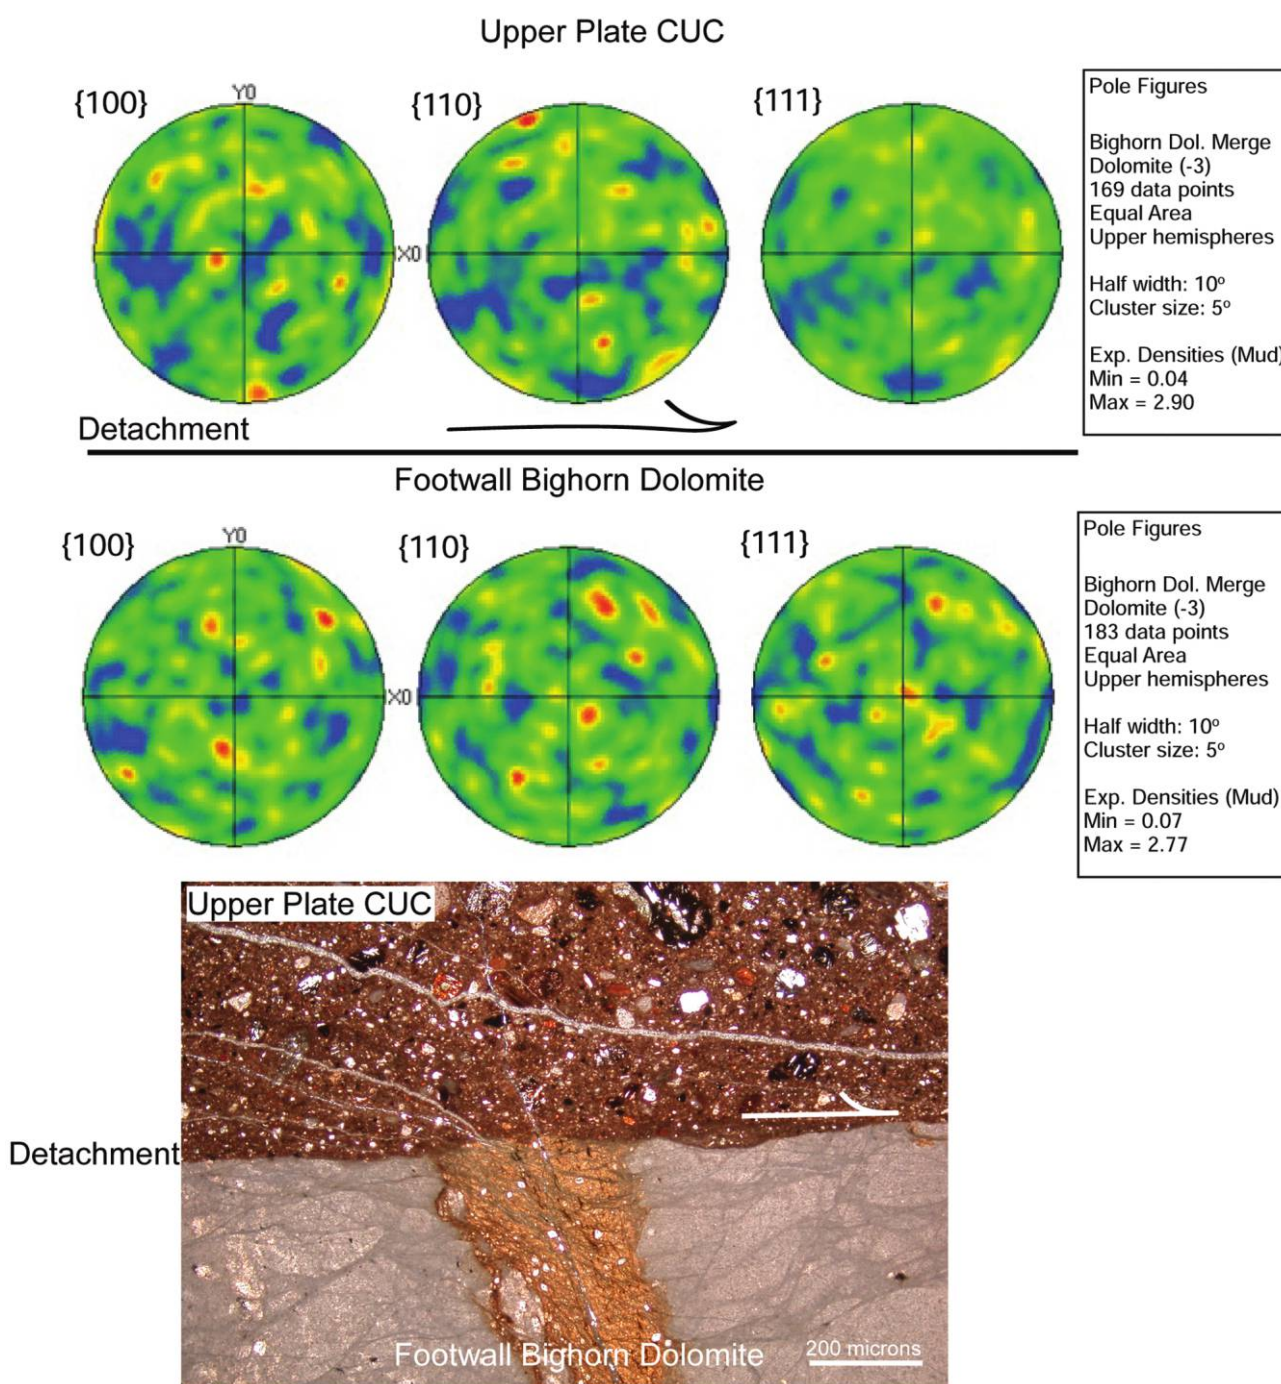 Upper Plate CUC
{100}
Y0
{110}
{111}
X0
Pole Figures
Bighorn Dol. Merge
Dolomite (-3)
169 data points
Equal Area
Upper hemispheres
Half width: 10º
Cluster size: 5º
Exp. Densities (Mud)
Min = 0.04
Max = 2.90
Detachment
Footwall Bighorn Dolomite
{100}
Y0
{110}
{111}
X0
Pole Figures
Bighorn Dol. Merge
Dolomite (-3)
183 data points
Equal Area
Upper hemispheres
Half width: 10º
Cluster size: 5º
Exp. Densities (Mud)
Min = 0.07
Max = 2.77
Upper Plate CUC
Detachment
Footwall Bighorn Dolomite
200 microns